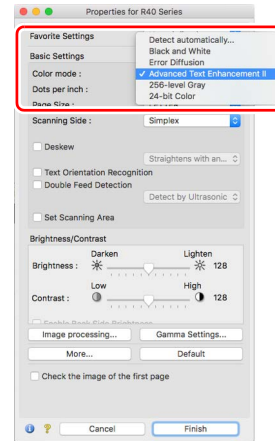 Properties for R40 Series
Favorite Settings
Detect automatically...
Black and White
Error Diffusion
✓ Advanced Text Enhancement II
256-level Gray
24-bit Color
Basic Settings
Color mode :
Dots per inch :
Page Size :
Scanning Side : Simplex
Deskew
Straightens with an...
Text Orientation Recognition
Double Feed Detection
Detect by Ultrasonic
Set Scanning Area
Brightness/Contrast
Darken Lighten
Brightness : 128
Low High
Contrast : 128
Image processing... Gamma Settings...
More... Default
Check the image of the first page
? Cancel Finish